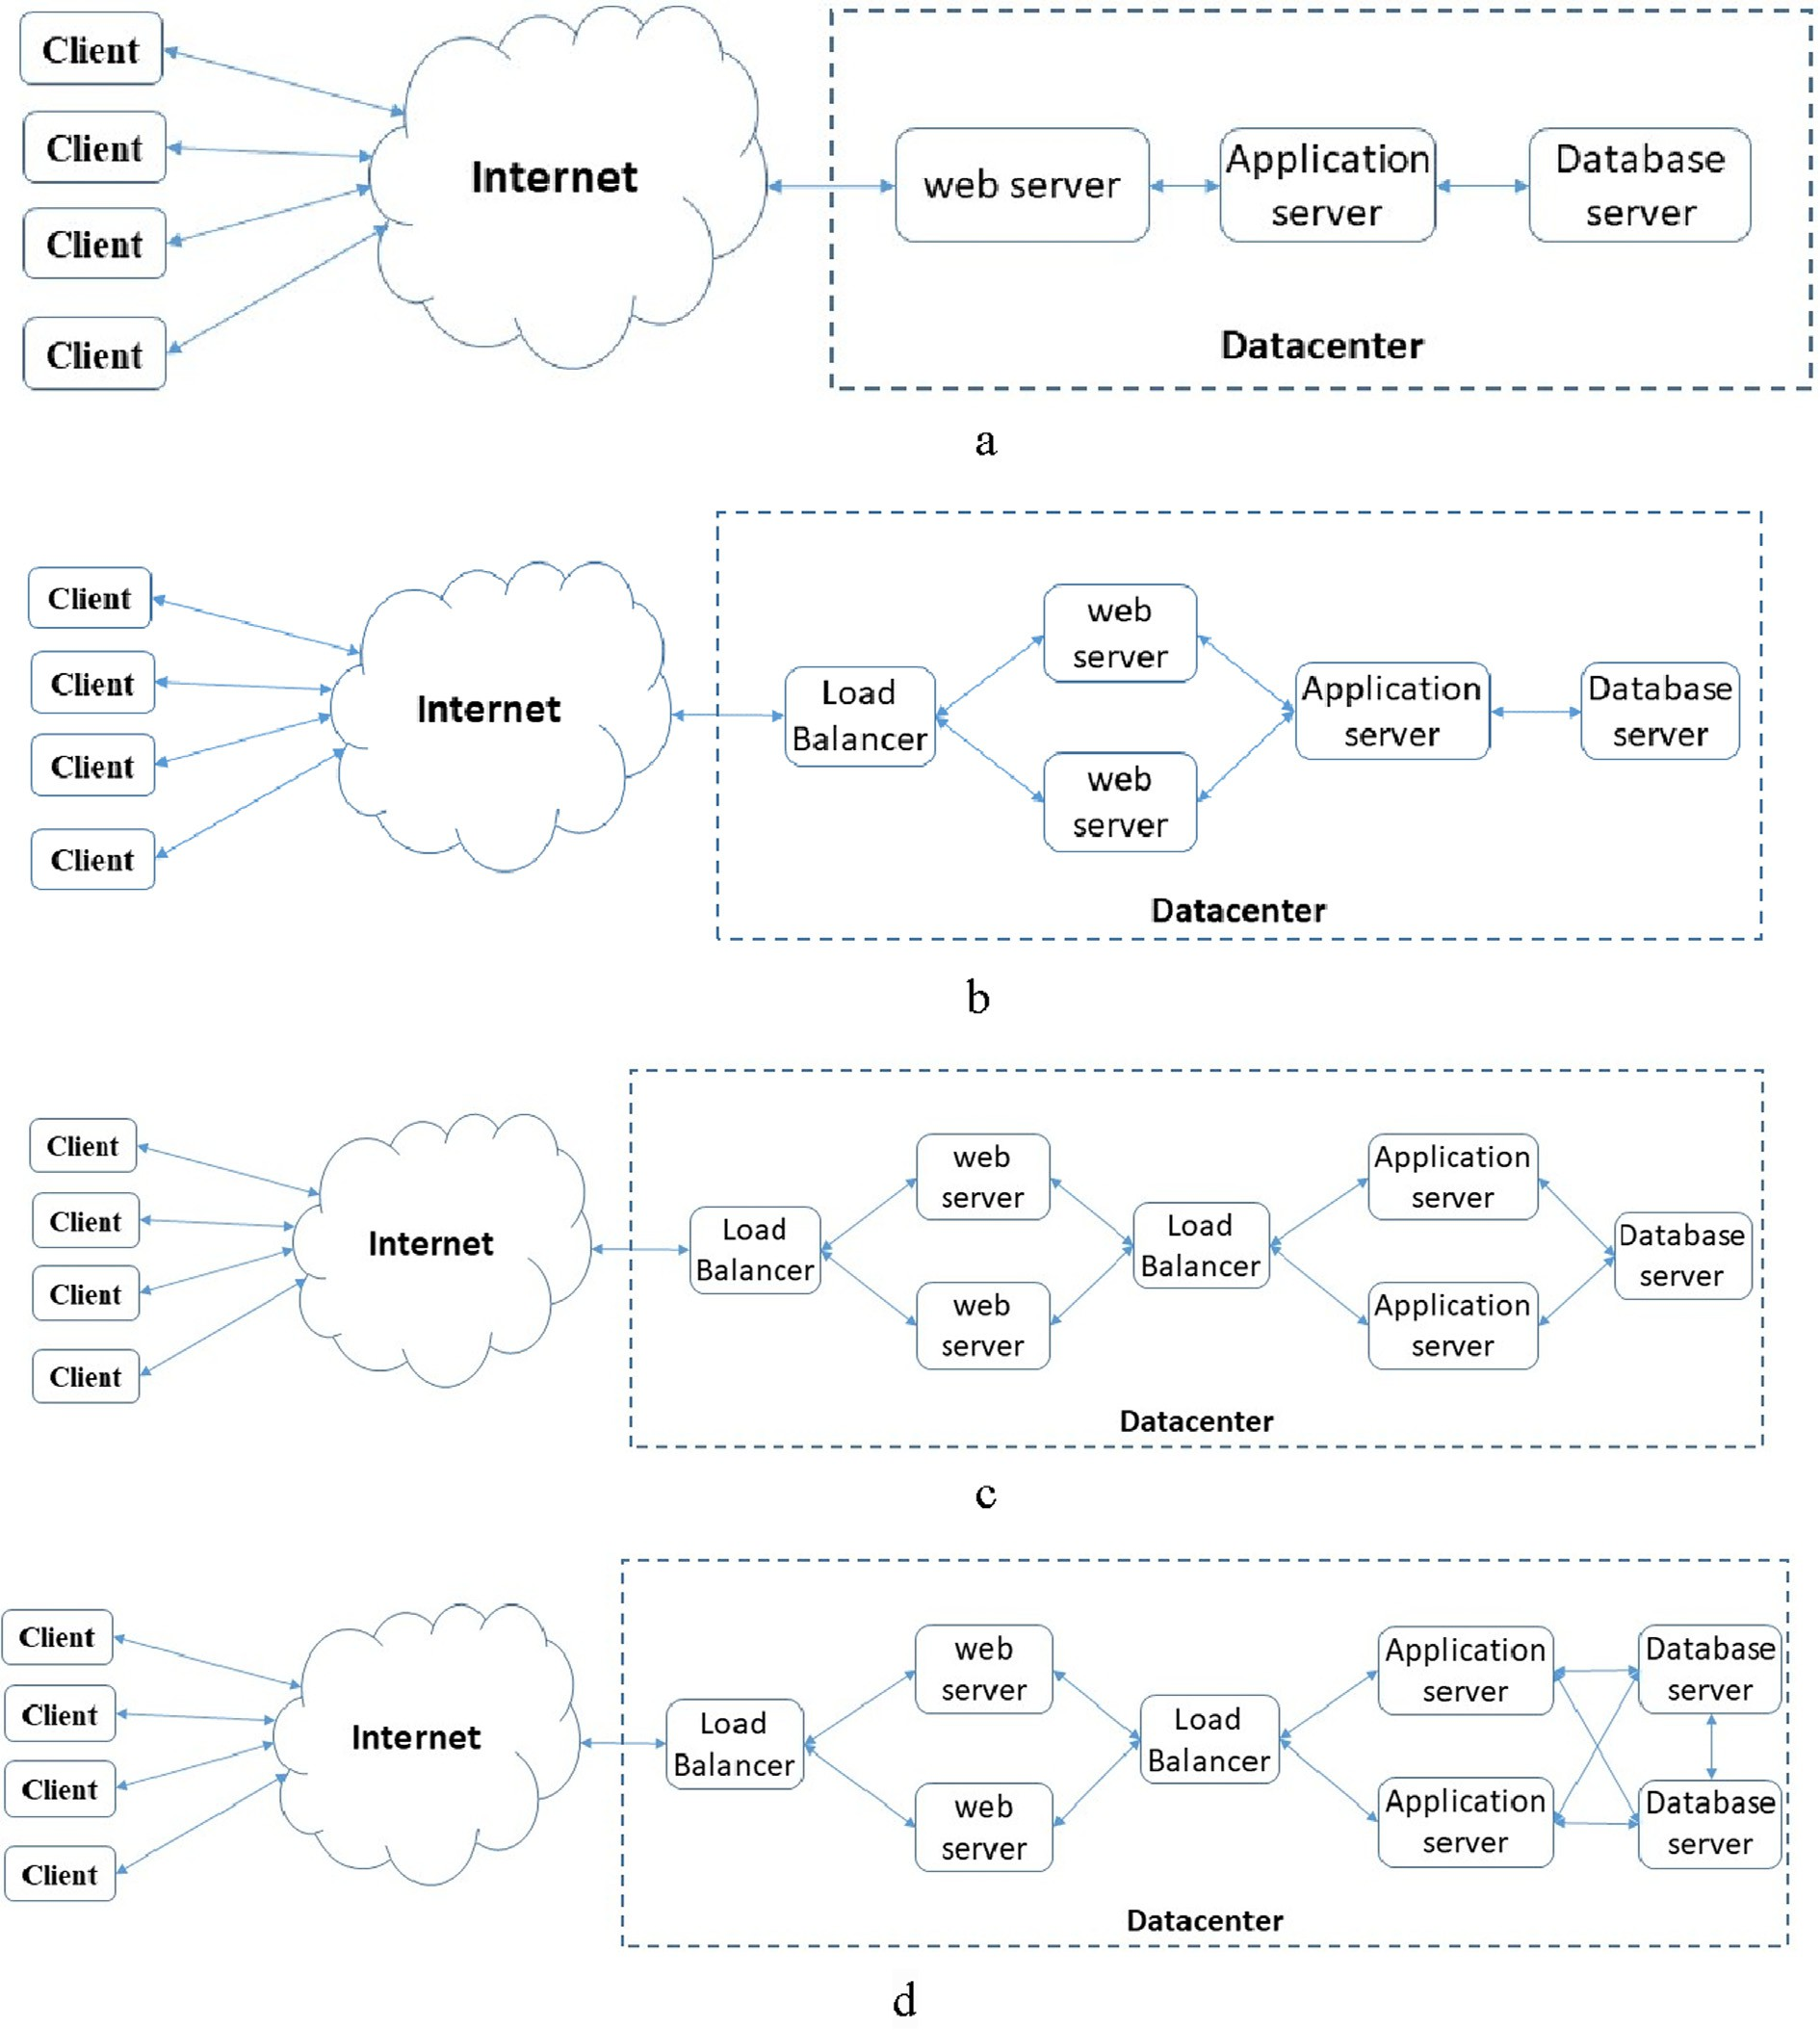 Client
Client
Client
Client
Internet
web server
Application
server
Database
server
Datacenter
a
Client
Client
Client
Client
Internet
Load
Balancer
web
server
web
server
Application
server
Database
server
Datacenter
b
Client
Client
Client
Client
Internet
Load
Balancer
web
server
web
server
Load
Balancer
Application
server
Application
server
Database
server
Datacenter
c
Client
Client
Client
Client
Internet
Load
Balancer
web
server
web
server
Load
Balancer
Application
server
Application
server
Database
server
Database
server
Datacenter
d